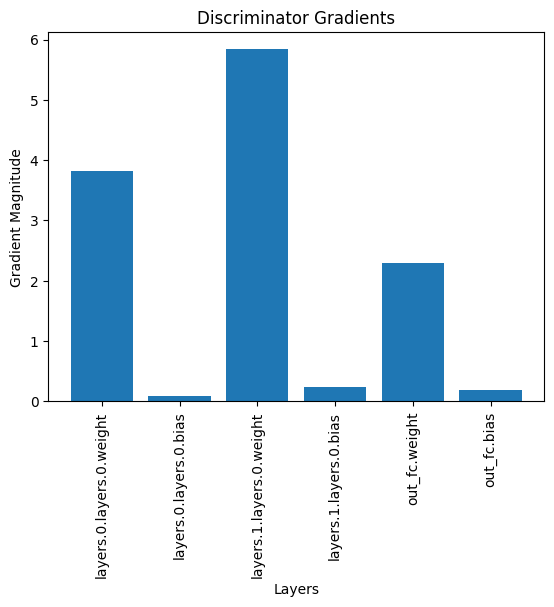 Discriminator Gradients
Gradient Magnitude
6
5
4
3
2
1
0
layers.0.layers.0.weight
layers.0.layers.0.bias
layers.1.layers.0.weight
layers.1.layers.0.bias
out_fc.weight
out_fc.bias
Layers